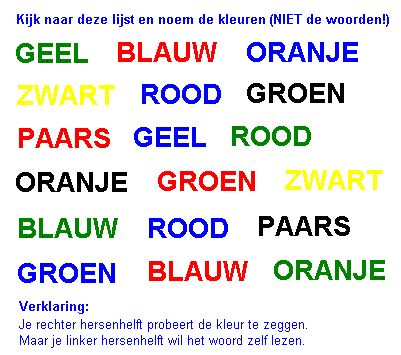 Kijk naar deze lijst en noem de kleuren (NIET de woorden!)
GEEL BLAUW ORANJE
ZWART ROOD GROEN
PAARS GEEL ROOD
ORANJE GROEN ZWART
BLAUW ROOD PAARS
GROEN BLAUW ORANJE
Verklaring:
Je rechter hersenhelft probeert de kleur te zeggen.
Maar je linker hersenhelft wil het woord zelf lezen.